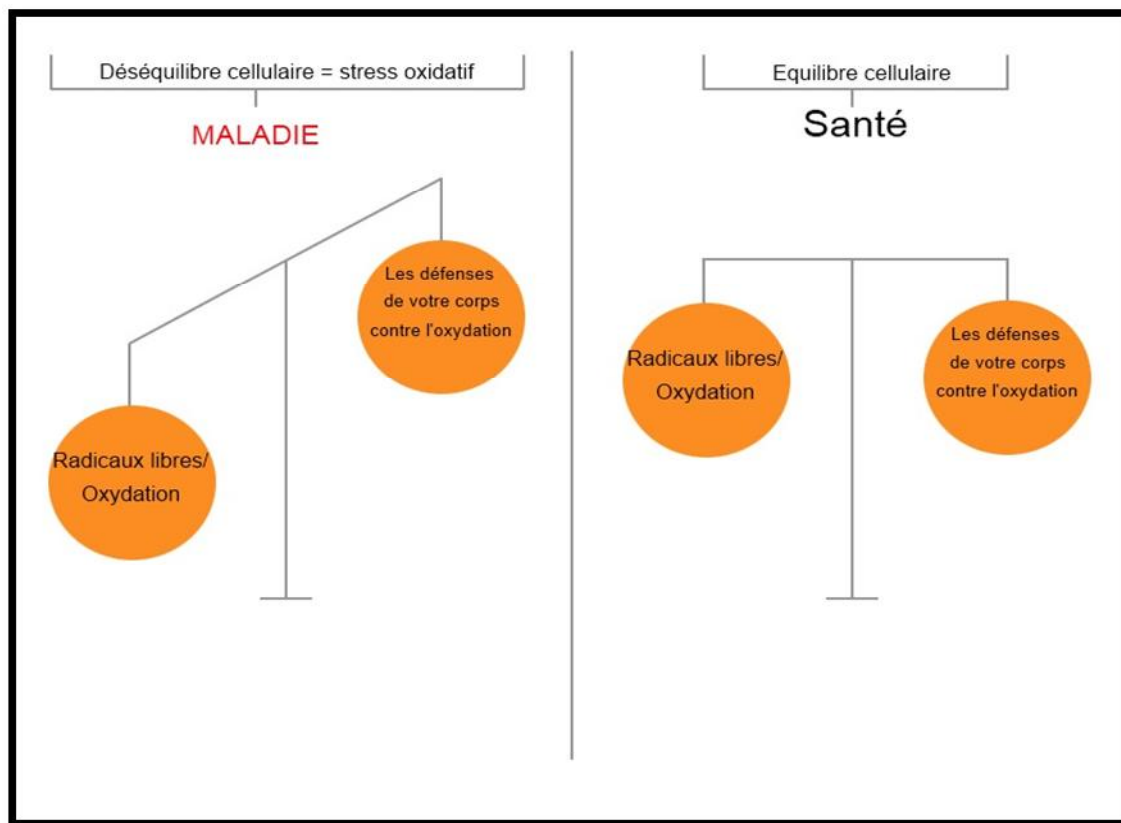 Déséquilibre cellulaire = stress oxidatif
MALADIE
Les défenses
de votre corps
contre l'oxydation
Radicaux libres/
Oxydation
Equilibre cellulaire
Santé
Radicaux libres/
Oxydation
Les défenses
de votre corps
contre l'oxydation